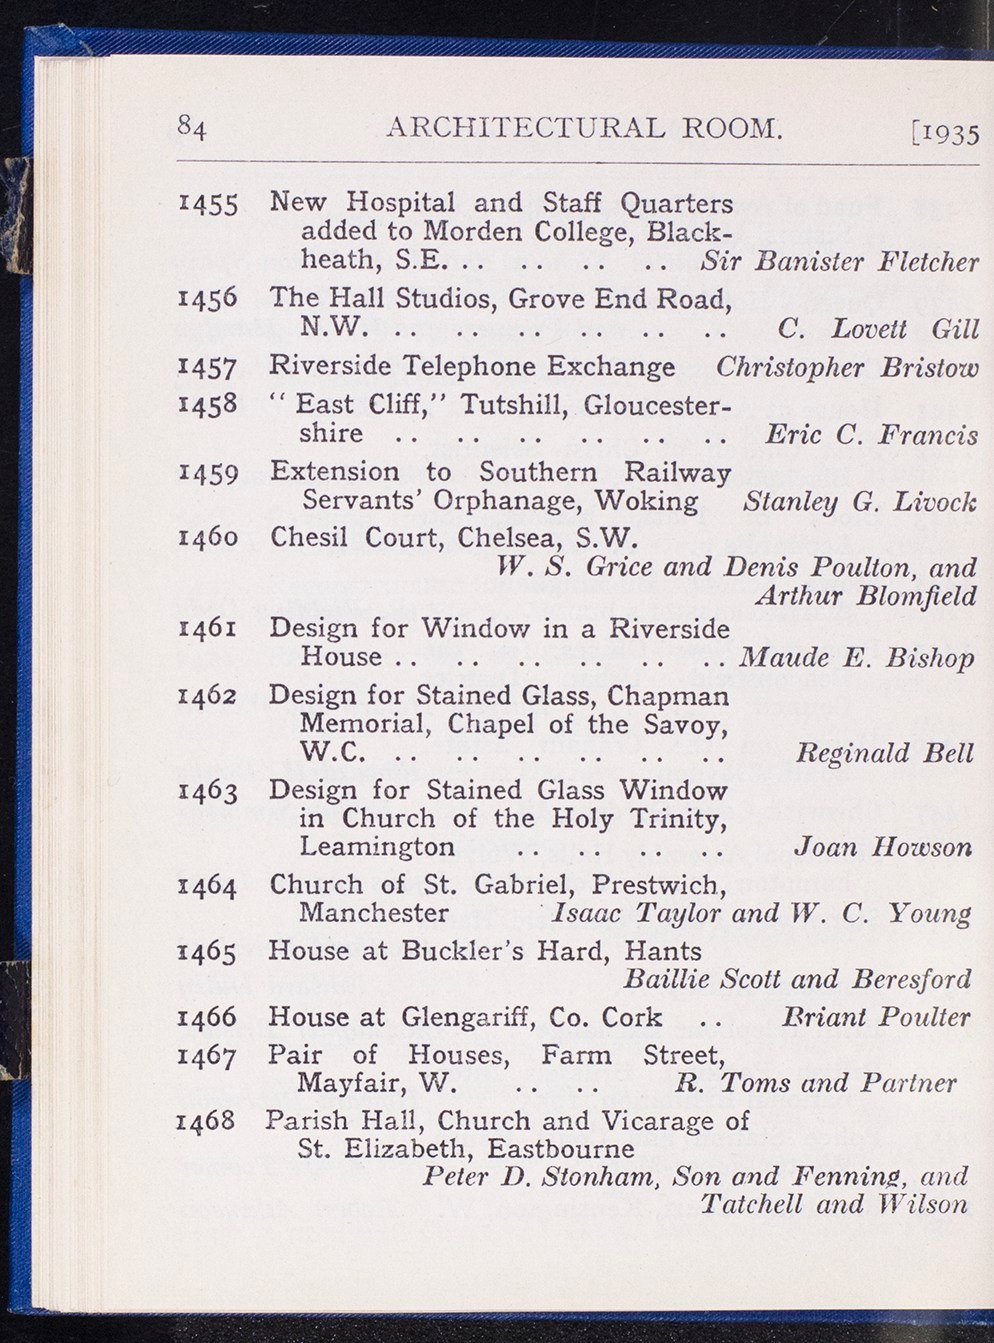 84 ARCHITECTURAL ROOM. [1935
1455 New Hospital and Staff Quarters
added to Morden College, Black-
heath, S.E. .. .. .. .. Sir Banister Fletcher
1456 The Hall Studios, Grove End Road,
N.W. .. .. .. .. .. .. C. Lovett Gill
1457 Riverside Telephone Exchange Christopher Bristow
1458 “ East Cliff,” Tutshill, Gloucester-
shire .. .. .. .. .. .. Eric C. Francis
1459 Extension to Southern Railway
Servants’ Orphanage, Woking Stanley G. Livock
1460 Chesil Court, Chelsea, S.W.
W. S. Grice and Denis Poulton, and
Arthur Blomfield
1461 Design for Window in a Riverside
House .. .. .. .. .. .. Maude E. Bishop
1462 Design for Stained Glass, Chapman
Memorial, Chapel of the Savoy,
W.C. .. .. .. .. .. .. Reginald Bell
1463 Design for Stained Glass Window
in Church of the Holy Trinity,
Leamington .. .. .. Joan Howson
1464 Church of St. Gabriel, Prestwich,
Manchester Isaac Taylor and W. C. Young
1465 House at Buckler’s Hard, Hants
Baillie Scott and Beresford
1466 House at Glengariff, Co. Cork .. Briant Poulter
1467 Pair of Houses, Farm Street,
Mayfair, W. .. .. R. Toms and Partner
1468 Parish Hall, Church and Vicarage of
St. Elizabeth, Eastbourne
Peter D. Stonham, Son and Fenning, and
Tatchell and Wilson